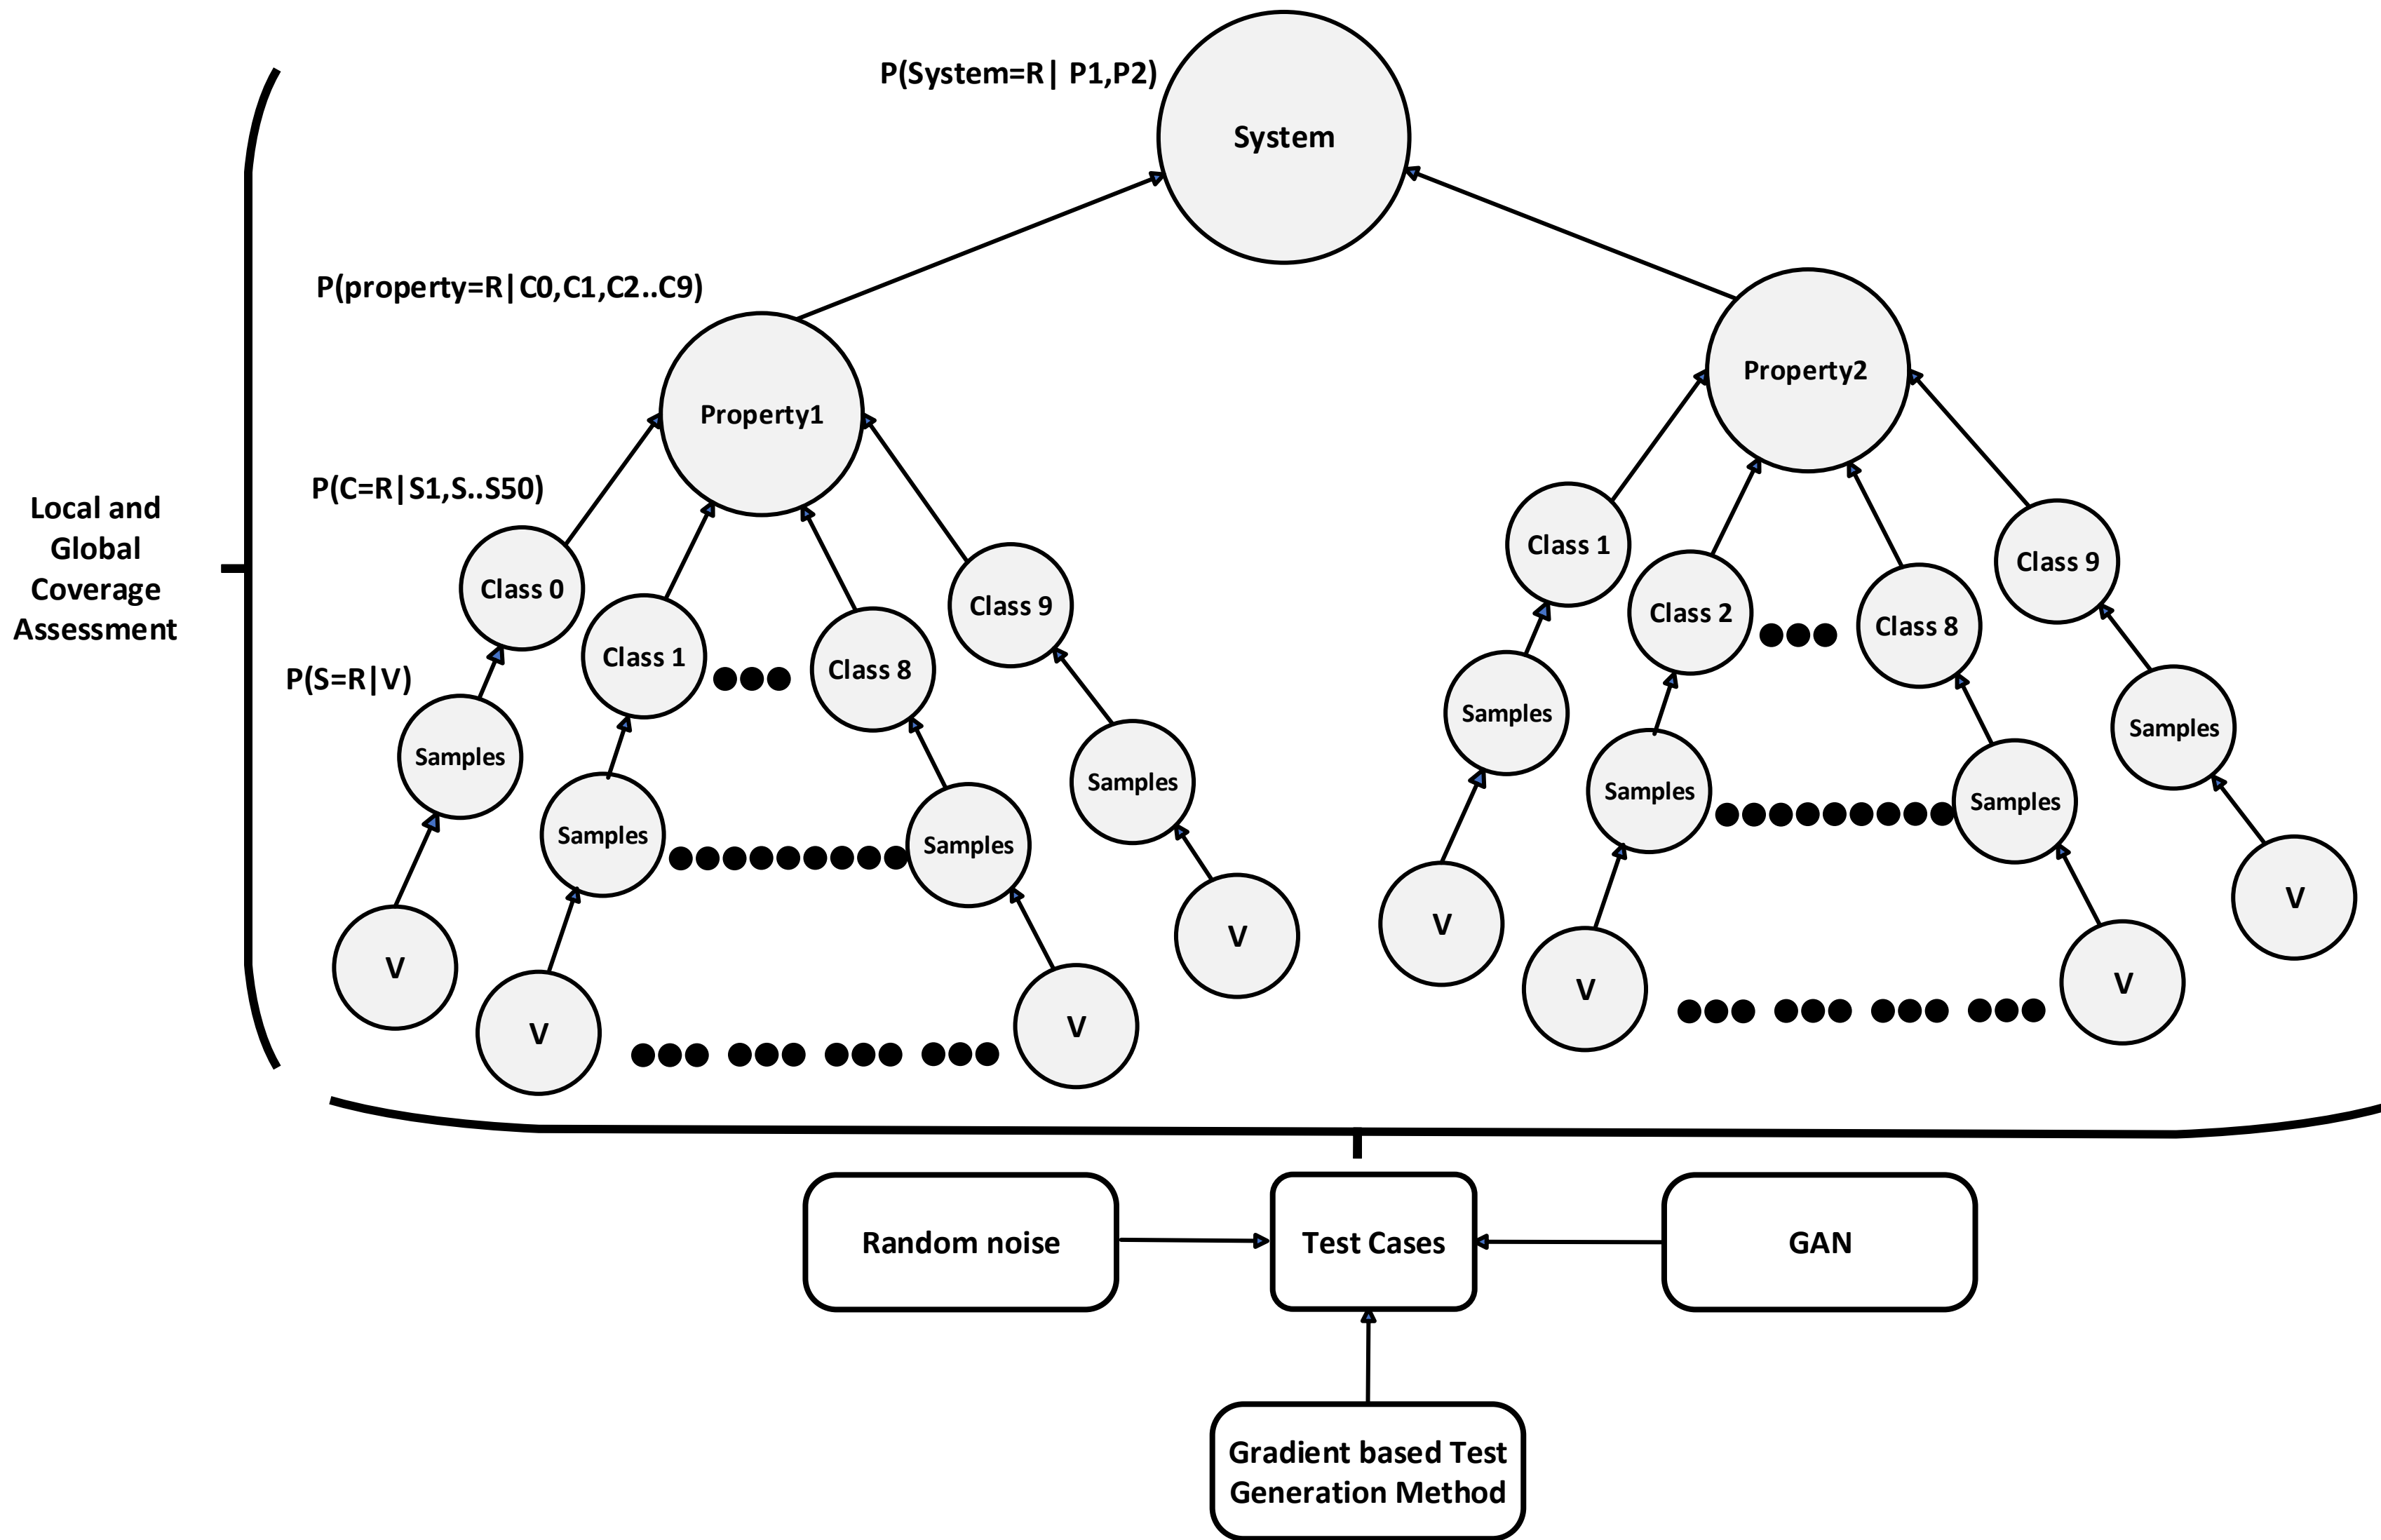 P(System=R| P1,P2)
System
P(property=R|C0,C1,C2..C9)
Property1
Property2
P(C=R|S1,S..S50)
Local and
Global
Coverage
Assessment
Class 0
Class 1
Class 8
Class 9
Class 1
Class 2
Class 8
Class 9
P(S=R|V)
Samples
Samples
Samples
Samples
Samples
Samples
Samples
Samples
V
V
V
V
V
V
V
V
Random noise
Test Cases
GAN
Gradient based Test
Generation Method